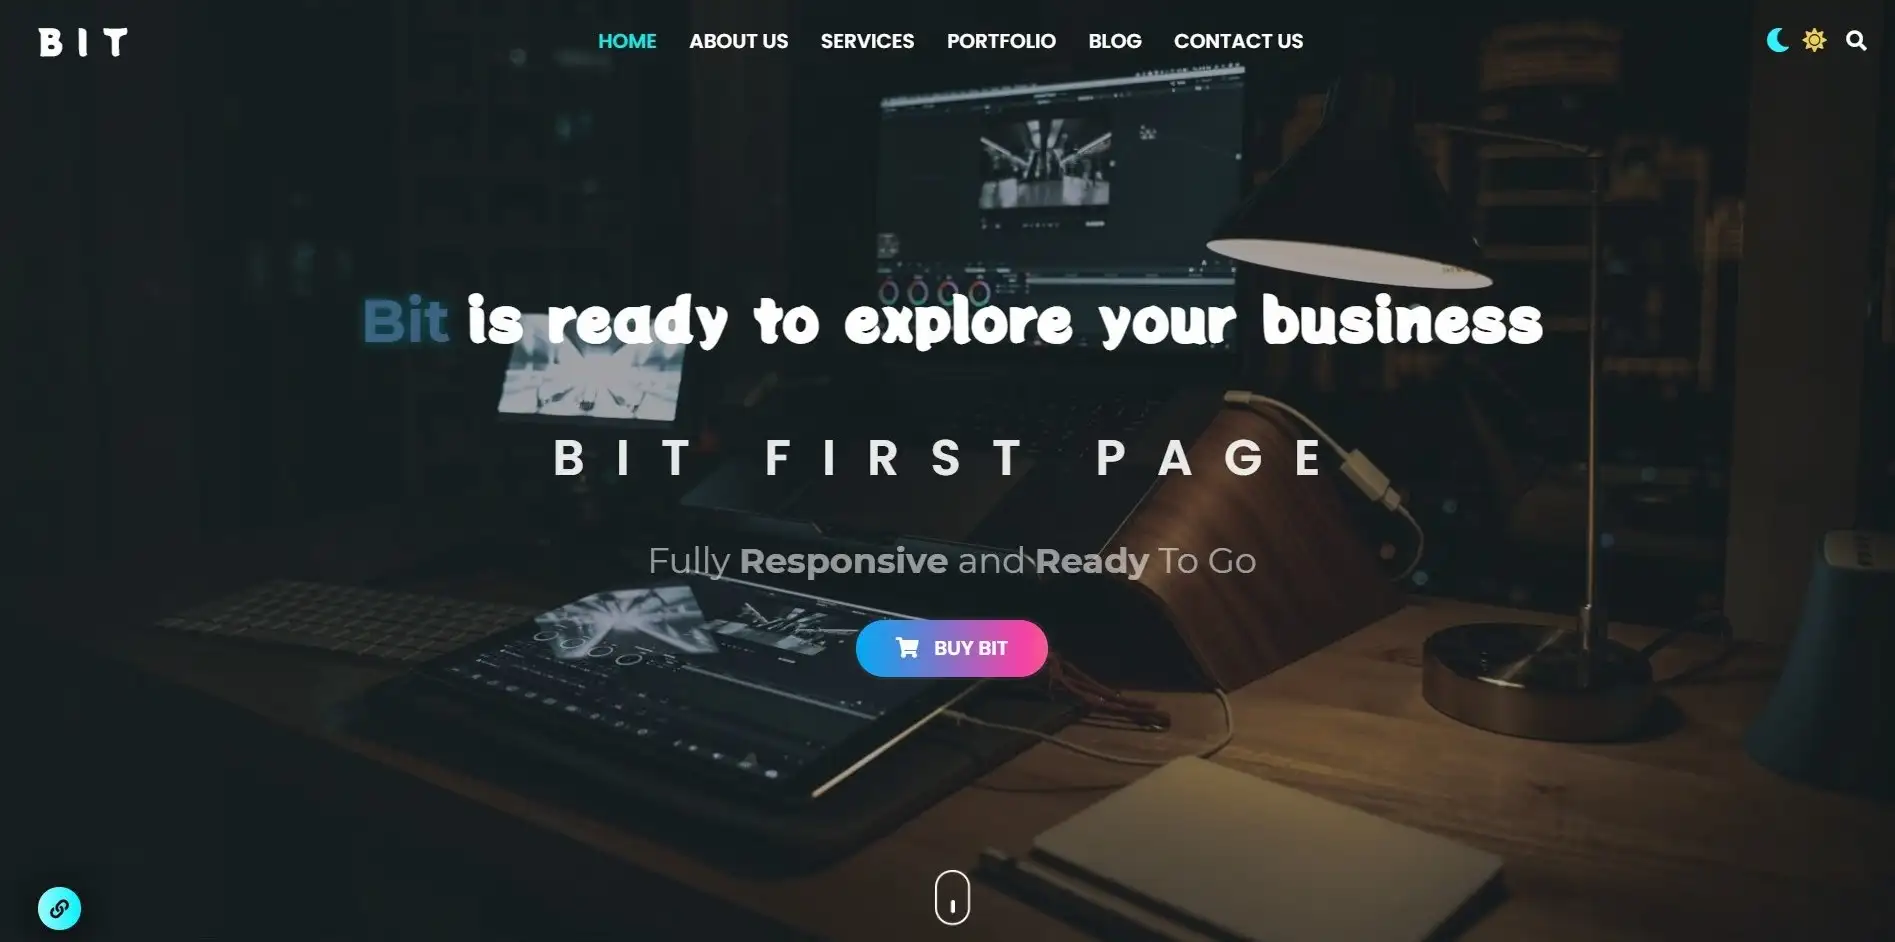 BIT
HOME ABOUT US SERVICES PORTFOLIO BLOG CONTACT US
Bit is ready to explore your business
BIT FIRST PAGE
Fully Responsive and Ready To Go
BUY BIT